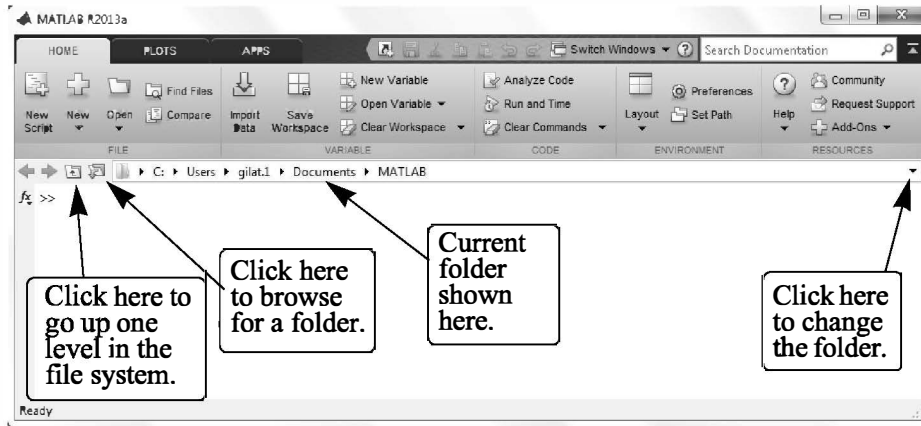 MATLAB R2013a
HOME PLOTS APPS Switch Windows Search Documentation
New Script
New
Open
Find Files
Compare
Import Data
Save Workspace
New Variable
Open Variable
Clear Workspace
Analyze Code
Run and Time
Clear Commands
Layout
Preferences
Set Path
Help
Community
Request Support
Add-Ons
FILE VARIABLE CODE ENVIRONMENT RESOURCES
C: Users gilat.1 Documents MATLAB
fx >>
Click here to
go up one
level in the
file system.
Click here
to browse
for a folder.
Current
folder
shown
here.
Click here
to change
the folder.
Ready